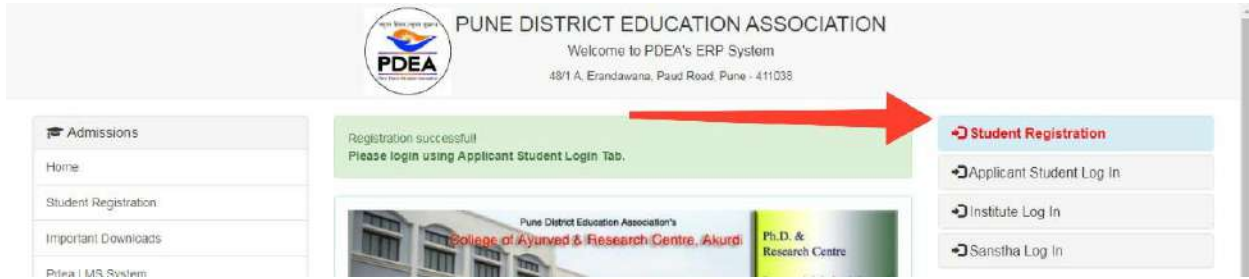 PDEA
PUNE DISTRICT EDUCATION ASSOCIATION
Welcome to PDEA's ERP System
48/1 A, Erandawana, Paud Road, Pune - 411038
Admissions
Home
Student Registration
Important Downloads
Pdea LMS System
Registration successful!
Please login using Applicant Student Login Tab.
Pune District Education Association's
College of Ayurved & Research Centre, Akurdi
Ph.D. &
Research Centre
Student Registration
Applicant Student Log In
Institute Log In
Sanstha Log In